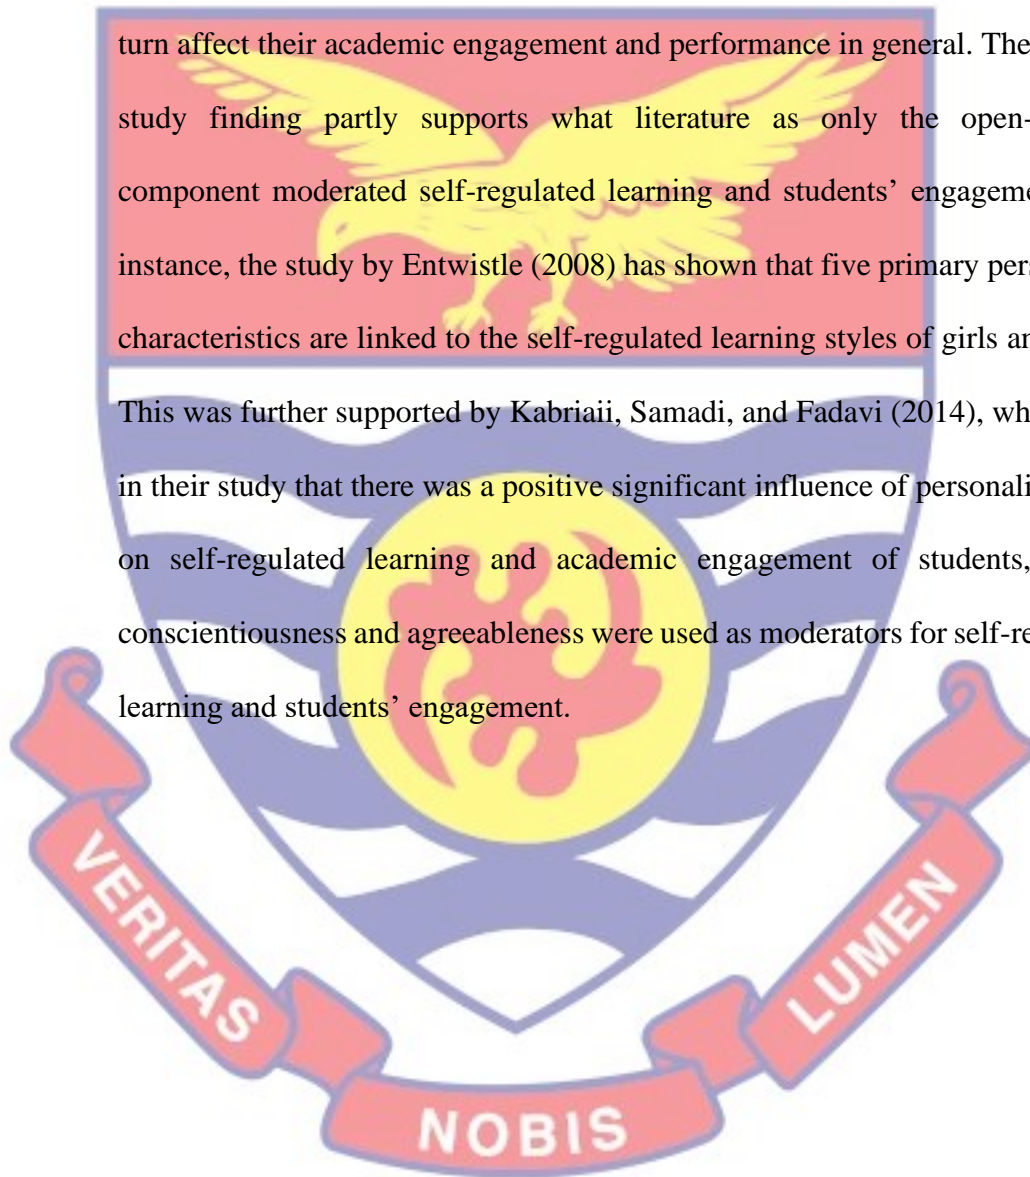 turn affect their academic engagement and performance in general. The
study finding partly supports what literature as only the open-
component moderated self-regulated learning and students’ engageme
instance, the study by Entwistle (2008) has shown that five primary pers
characteristics are linked to the self-regulated learning styles of girls an
This was further supported by Kabriaii, Samadi, and Fadavi (2014), wh
in their study that there was a positive significant influence of personali
on self-regulated learning and academic engagement of students,
conscientiousness and agreeableness were used as moderators for self-re
learning and students’ engagement.
VERITAS
NOBIS
LUMEN